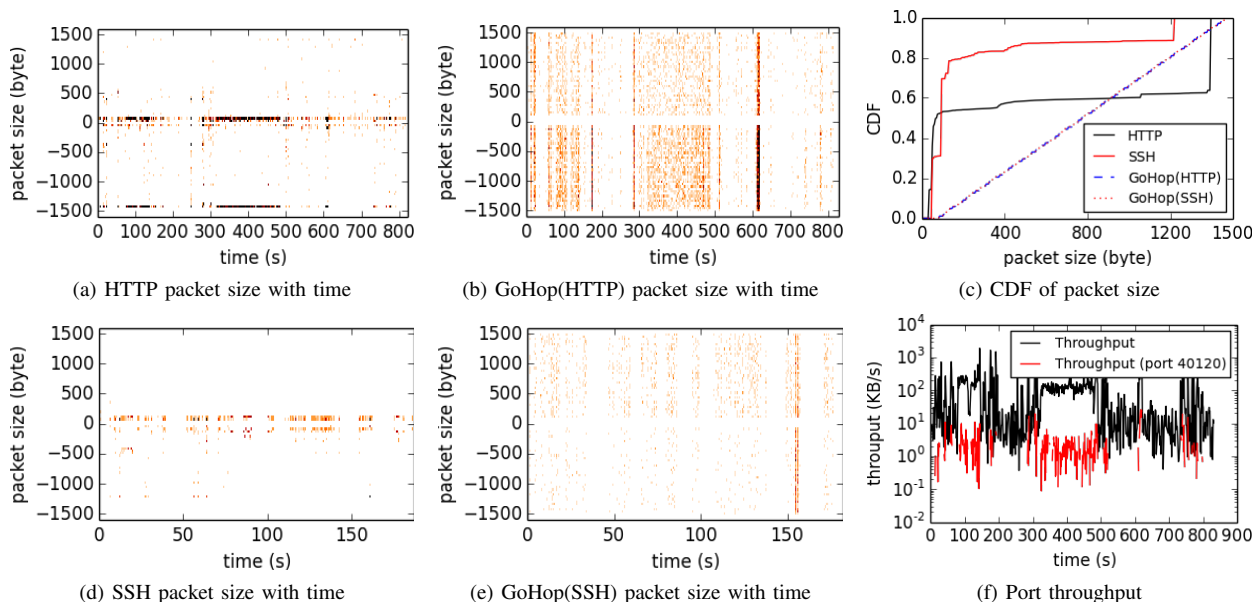 1500
1000
500
0
−500
−1000
−1500
packet size (byte)
0 100 200 300 400 500 600 700 800
time (s)
(a) HTTP packet size with time
1500
1000
500
0
−500
−1000
−1500
packet size (byte)
0 100 200 300 400 500 600 700 800
time (s)
(b) GoHop(HTTP) packet size with time
1.0
0.8
0.6
0.4
0.2
0.0
CDF
HTTP
SSH
GoHop(HTTP)
GoHop(SSH)
0 400 800 1200 1500
packet size (byte)
(c) CDF of packet size
1500
1000
500
0
−500
−1000
−1500
packet size (byte)
0 50 100 150
time (s)
(d) SSH packet size with time
1500
1000
500
0
−500
−1000
−1500
packet size (byte)
0 50 100 150
time (s)
(e) GoHop(SSH) packet size with time
10^4
10^3
10^2
10^1
10^0
10^-1
10^-2
throuput (KB/s)
Throughput
Throughput (port 40120)
0 100 200 300 400 500 600 700 800 900
time (s)
(f) Port throughput